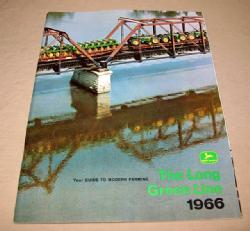 Your GUIDE TO MODERN FARMING
The Long
Green Line
1966